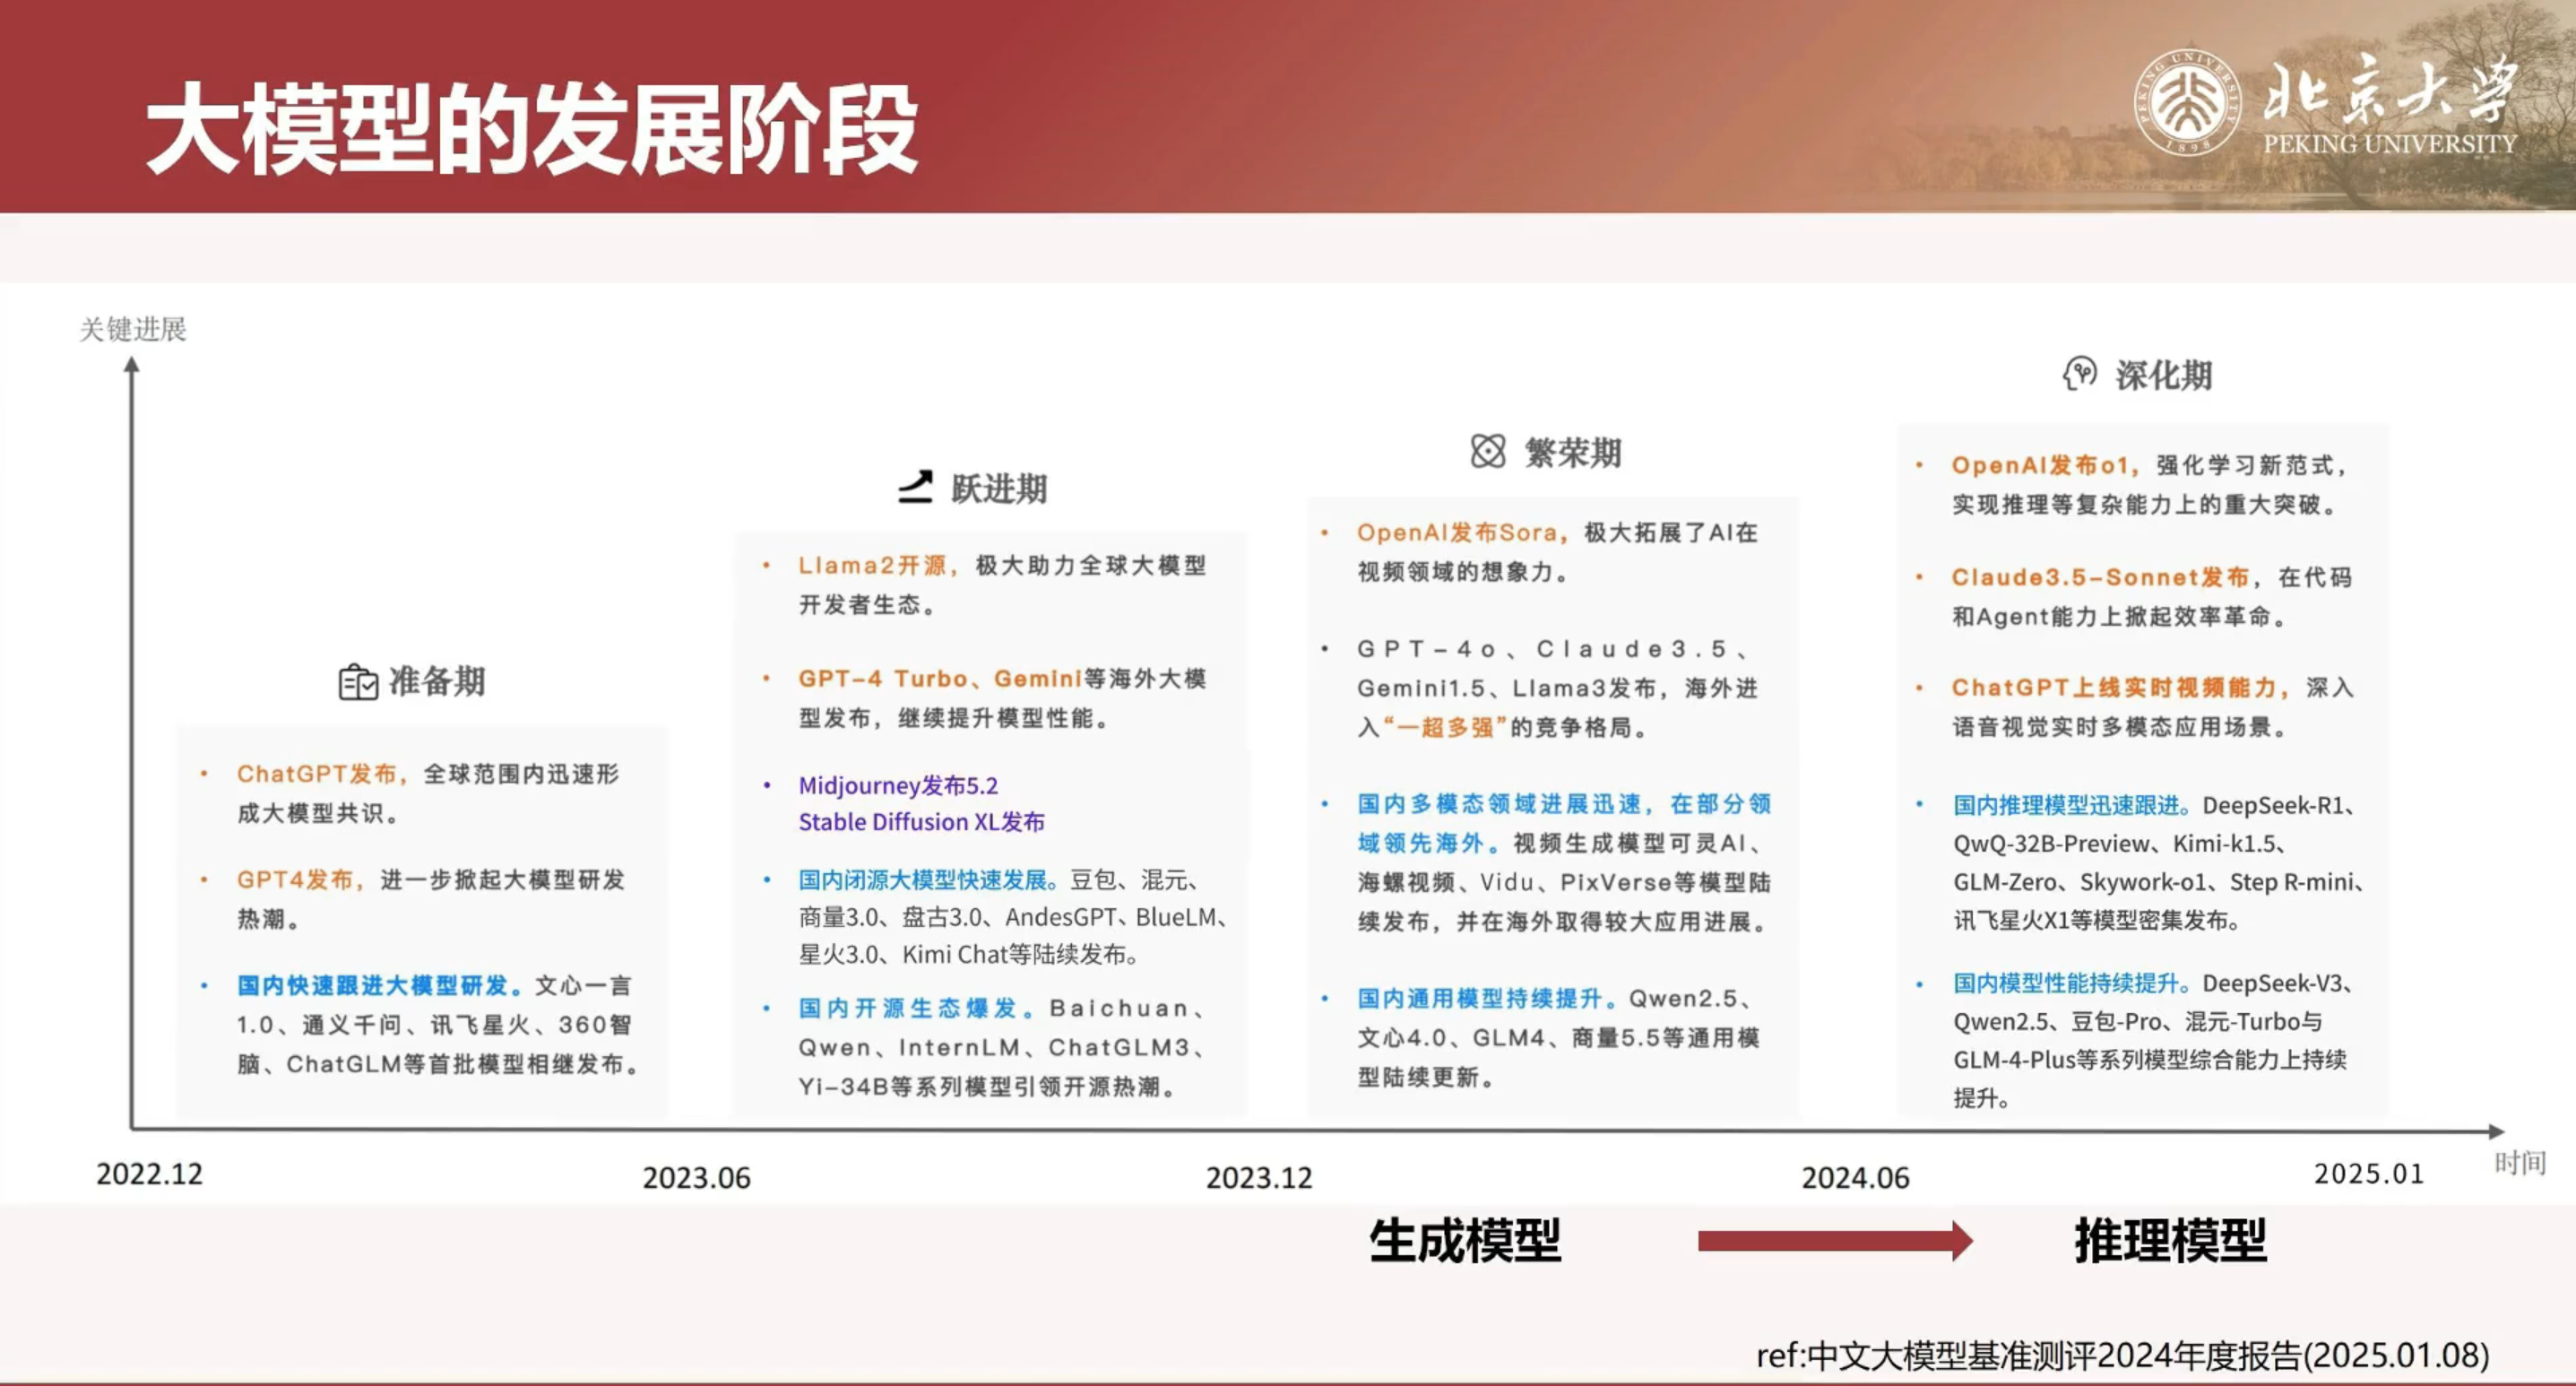 大模型的发展阶段
PEKING UNIVERSITY
1898
北京大学
PEKING UNIVERSITY
关键进展
准备期
• ChatGPT发布，全球范围内迅速形
成大模型共识。
• GPT4发布，进一步掀起大模型研发
热潮。
• 国内快速跟进大模型研发。文心一言
1.0、通义千问、讯飞星火、360智
脑、ChatGLM等首批模型相继发布。
跃进期
• Llama2开源，极大助力全球大模型
开发者生态。
• GPT-4 Turbo、Gemini等海外大模
型发布，继续提升模型性能。
• Midjourney发布5.2
Stable Diffusion XL发布
• 国内闭源大模型快速发展。豆包、混元、
商量3.0、盘古3.0、AndesGPT、BlueLM、
星火3.0、Kimi Chat等陆续发布。
• 国内开源生态爆发。Baichuan、
Qwen、InternLM、ChatGLM3、
Yi-34B等系列模型引领开源热潮。
繁荣期
• OpenAI发布Sora，极大拓展了AI在
视频领域的想象力。
• GPT-4o、Claude3.5、
Gemini1.5、Llama3发布，海外进
入“一超多强”的竞争格局。
• 国内多模态领域进展迅速，在部分领
域领先海外。视频生成模型可灵AI、
海螺视频、Vidu、PixVerse等模型陆
续发布，并在海外取得较大应用进展。
• 国内通用模型持续提升。Qwen2.5、
文心4.0、GLM4、商量5.5等通用模
型陆续更新。
深化期
• OpenAI发布o1，强化学习新范式，
实现推理等复杂能力上的重大突破。
• Claude3.5-Sonnet发布，在代码
和Agent能力上掀起效率革命。
• ChatGPT上线实时视频能力，深入
语音视觉实时多模态应用场景。
• 国内推理模型迅速跟进。DeepSeek-R1、
QwQ-32B-Preview、Kimi-k1.5、
GLM-Zero、Skywork-o1、Step R-mini、
讯飞星火X1等模型密集发布。
• 国内模型性能持续提升。DeepSeek-V3、
Qwen2.5、豆包-Pro、混元-Turbo与
GLM-4-Plus等系列模型综合能力上持续
提升。
2022.12
2023.06
2023.12
2024.06
2025.01
时间
生成模型
推理模型
ref:中文大模型基准测评2024年度报告(2025.01.08)